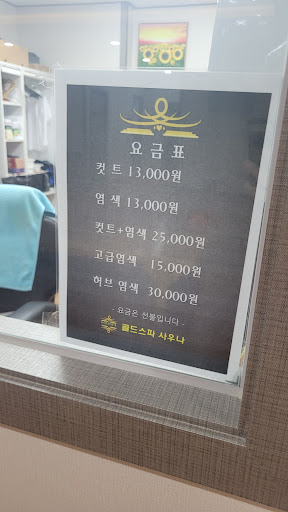 요금표
컷트 13,000원
염색 13,000원
컷트+염색 25,000원
고급염색 15,000원
허브 염색 30,000원
- 요금은 선불입니다 -
골드스파 사우나